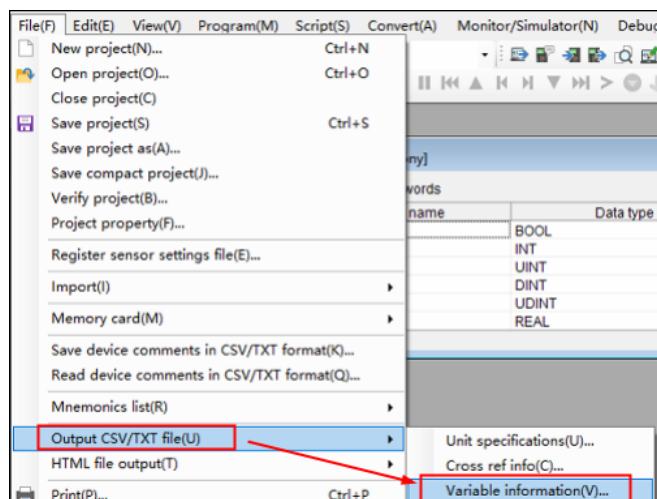 File(F) Edit(E) View(V) Program(M) Script(S) Convert(A) Monitor/Simulator(N) Debug
New project(N)... Ctrl+N
Open project(O)... Ctrl+O
Close project(C)
Save project(S) Ctrl+S
Save project as(A)...
Save compact project(J)...
Verify project(B)...
Project property(F)...
Register sensor settings file(E)...
Import(I)
Memory card(M)
Save device comments in CSV/TXT format(K)...
Read device comments in CSV/TXT format(Q)...
Mnemonics list(R)
Output CSV/TXT file(U)
HTML file output(T)
Print(P)... Ctrl+P
ny]
words
name Data type
BOOL
INT
UINT
DINT
UDINT
REAL
Unit specifications(U)...
Cross ref info(C)...
Variable information(V)...